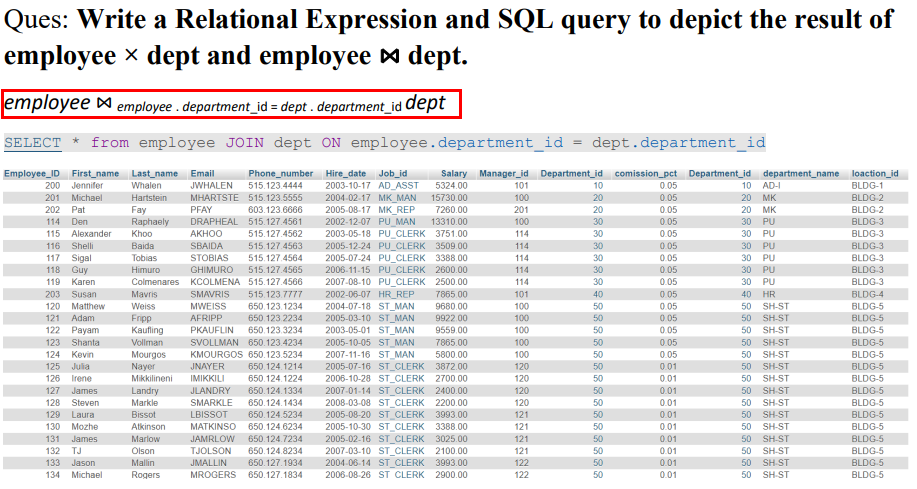 Ques: Write a Relational Expression and SQL query to depict the result of
employee × dept and employee ⋈ dept.
employee ⋈ employee . department_id = dept . department_id dept
SELECT * from employee JOIN dept ON employee.department_id = dept.department_id
Employee_ID First_name Last_name Email Phone_number Hire_date Job_id Salary Manager_id Department_id comission_pct Department_id department_name loaction_id
200 Jennifer Whalen JWHALEN 515.123.4444 2003-10-17 AD_ASST 5324.00 101 10 0.05 10 AD-I BLDG-1
201 Michael Hartstein MHARTSTE 515.123.5555 2004-02-17 MK_MAN 15730.00 100 20 0.05 20 MK BLDG-2
202 Pat Fay PFAY 603.123.6666 2005-08-17 MK_REP 7260.00 201 20 0.05 20 MK BLDG-2
114 Den Raphaely DRAPHEAL 515.127.4561 2002-12-07 PU_MAN 13310.00 100 30 0.05 30 PU BLDG-3
115 Alexander Khoo AKHOO 515.127.4562 2003-05-18 PU_CLERK 3751.00 114 30 0.05 30 PU BLDG-3
116 Shelli Baida SBAIDA 515.127.4563 2005-12-24 PU_CLERK 3509.00 114 30 0.05 30 PU BLDG-3
117 Sigal Tobias STOBIAS 515.127.4564 2005-07-24 PU_CLERK 3388.00 114 30 0.05 30 PU BLDG-3
118 Guy Himuro GHIMURO 515.127.4565 2006-11-15 PU_CLERK 2600.00 114 30 0.05 30 PU BLDG-3
119 Karen Colmenares KCOLMENA 515.127.4566 2007-08-10 PU_CLERK 2500.00 114 30 0.05 30 PU BLDG-3
203 Susan Mavris SMAVRIS 515.123.7777 2002-06-07 HR_REP 7865.00 101 40 0.05 40 HR BLDG-4
120 Matthew Weiss MWEISS 650.123.1234 2004-07-18 ST_MAN 9680.00 100 50 0.05 50 SH-ST BLDG-5
121 Adam Fripp AFRIPP 650.123.2234 2005-03-10 ST_MAN 9922.00 100 50 0.05 50 SH-ST BLDG-5
122 Payam Kaufling PKAUFLIN 650.123.3234 2003-05-01 ST_MAN 9559.00 100 50 0.05 50 SH-ST BLDG-5
123 Shanta Vollman SVOLLMAN 650.123.4234 2005-10-05 ST_MAN 7865.00 100 50 0.05 50 SH-ST BLDG-5
124 Kevin Mourgos KMOURGOS 650.123.5234 2007-11-16 ST_MAN 5800.00 100 50 0.05 50 SH-ST BLDG-5
125 Julia Nayer JNAYER 650.124.1214 2005-07-16 ST_CLERK 3872.00 120 50 0.01 50 SH-ST BLDG-5
126 Irene Mikkilineni IMIKKILI 650.124.1224 2006-10-28 ST_CLERK 2700.00 120 50 0.01 50 SH-ST BLDG-5
127 James Landry JLANDRY 650.124.1334 2007-01-14 ST_CLERK 2400.00 120 50 0.01 50 SH-ST BLDG-5
128 Steven Markle SMARKLE 650.124.1434 2008-03-08 ST_CLERK 2200.00 120 50 0.01 50 SH-ST BLDG-5
129 Laura Bissot LBISSOT 650.124.5234 2005-08-20 ST_CLERK 3993.00 121 50 0.01 50 SH-ST BLDG-5
130 Mozhe Atkinson MATKINSO 650.124.6234 2005-10-30 ST_CLERK 3388.00 121 50 0.01 50 SH-ST BLDG-5
131 James Marlow JAMRLOW 650.124.7234 2005-02-16 ST_CLERK 3025.00 121 50 0.01 50 SH-ST BLDG-5
132 TJ Olson TJOLSON 650.124.8234 2007-03-10 ST_CLERK 2100.00 121 50 0.01 50 SH-ST BLDG-5
133 Jason Mallin JMALLIN 650.127.1934 2004-06-14 ST_CLERK 3993.00 122 50 0.01 50 SH-ST BLDG-5
134 Michael Rogers MROGERS 650.127.1834 2006-08-26 ST_CLERK 2900.00 122 50 0.01 50 SH-ST BLDG-5